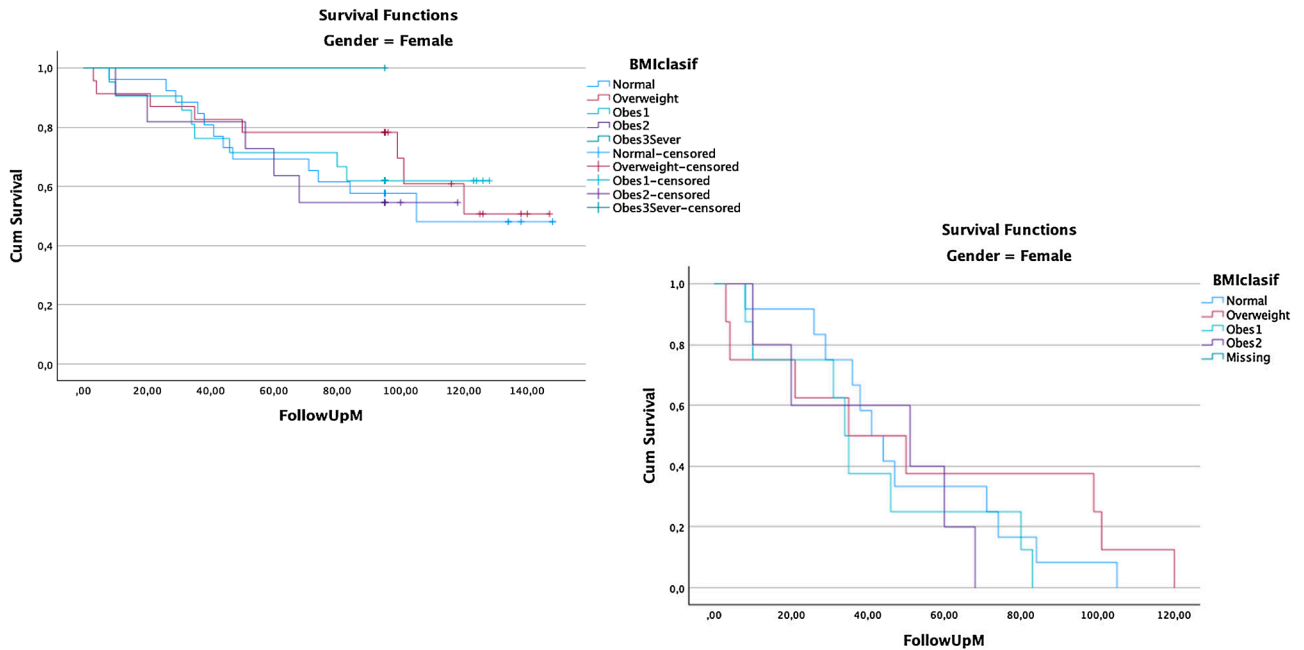 Survival Functions
Gender = Female
BMIclasif
Normal
Overweight
Obes1
Obes2
Obes3Sever
Normal-censored
Overweight-censored
Obes1-censored
Obes2-censored
Obes3Sever-censored
Cum Survival
1,0
0,8
0,6
0,4
0,2
0,0
,00 20,00 40,00 60,00 80,00 100,00 120,00 140,00
FollowUpM
Survival Functions
Gender = Female
BMIclasif
Normal
Overweight
Obes1
Obes2
Missing
Cum Survival
1,0
0,8
0,6
0,4
0,2
0,0
,00 20,00 40,00 60,00 80,00 100,00 120,00
FollowUpM